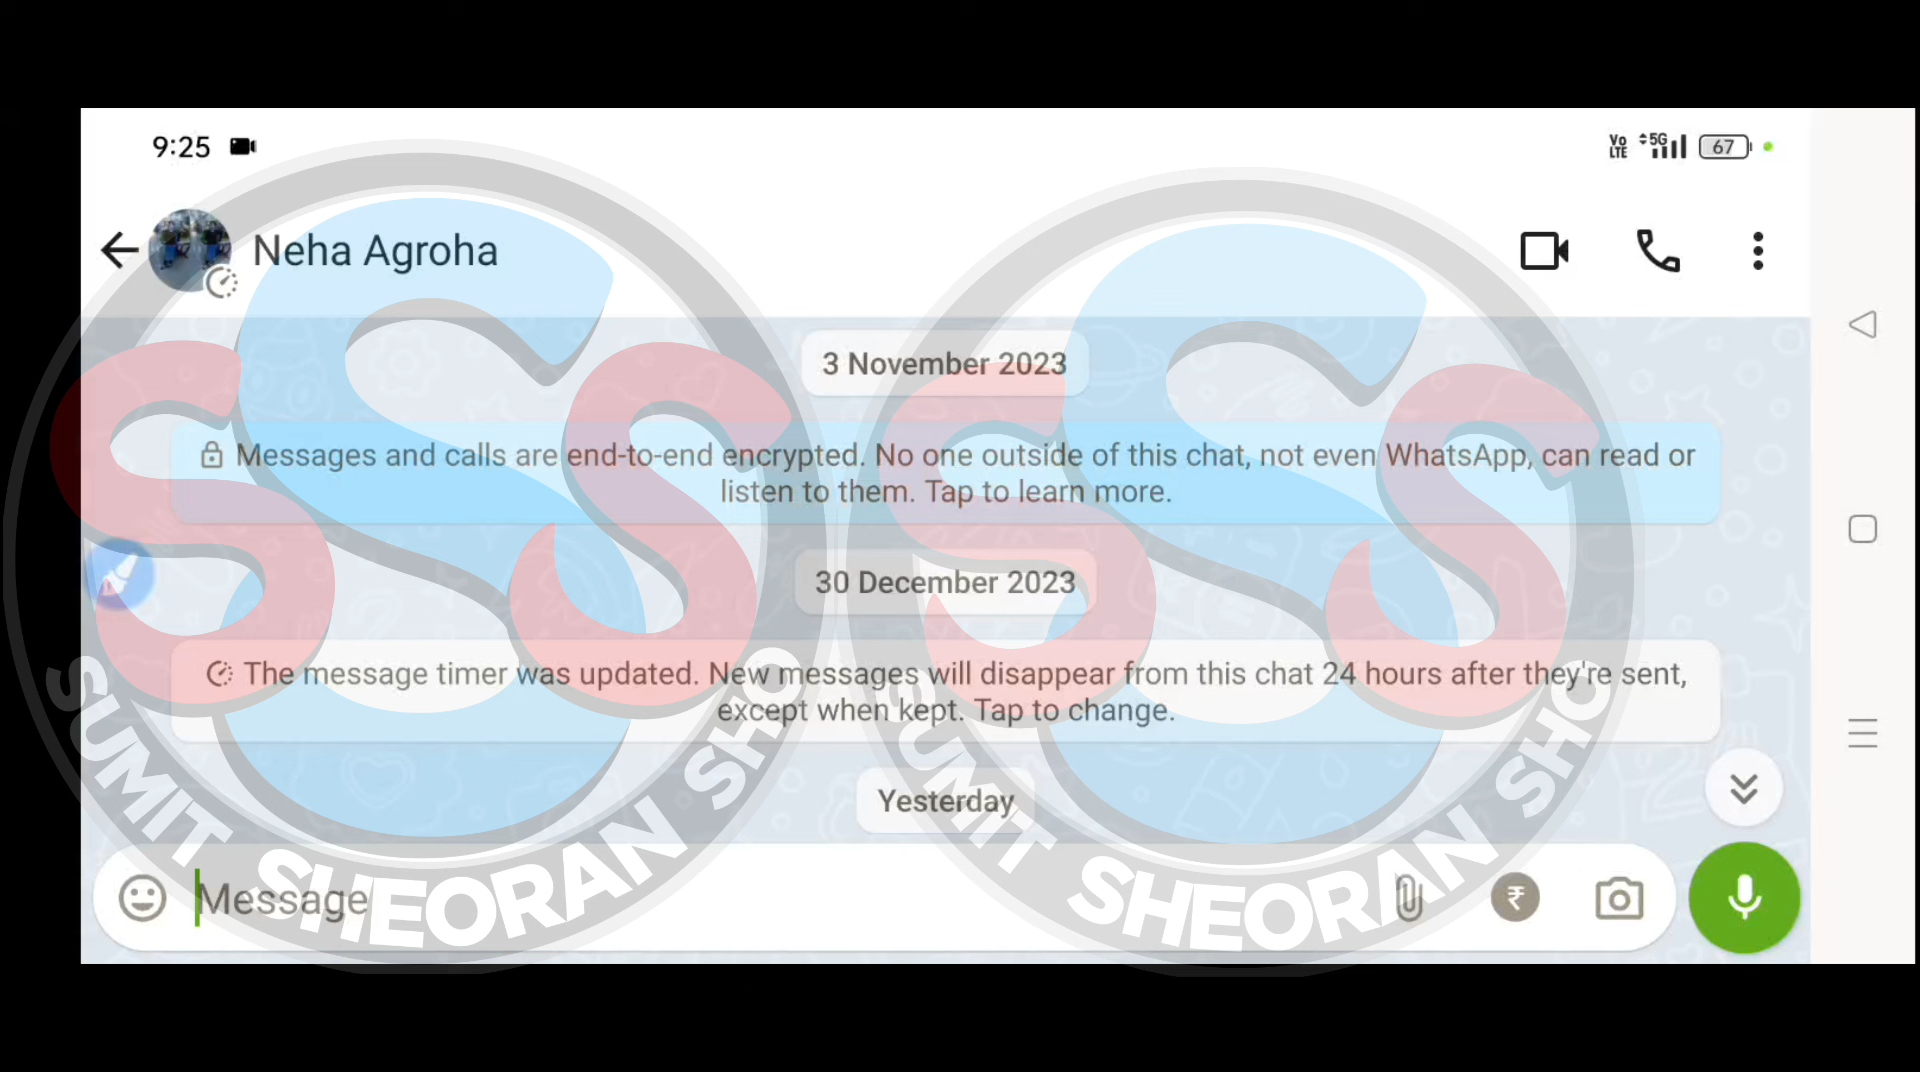 9:25
Vo LTE 5G 67
Neha Agroha
3 November 2023
Messages and calls are end-to-end encrypted. No one outside of this chat, not even WhatsApp, can read or
listen to them. Tap to learn more.
30 December 2023
The message timer was updated. New messages will disappear from this chat 24 hours after they're sent,
except when kept. Tap to change.
Yesterday
Message
₹
SSS
SUMIT SHEORAN SHO
SSS
SUMIT SHEORAN SHO